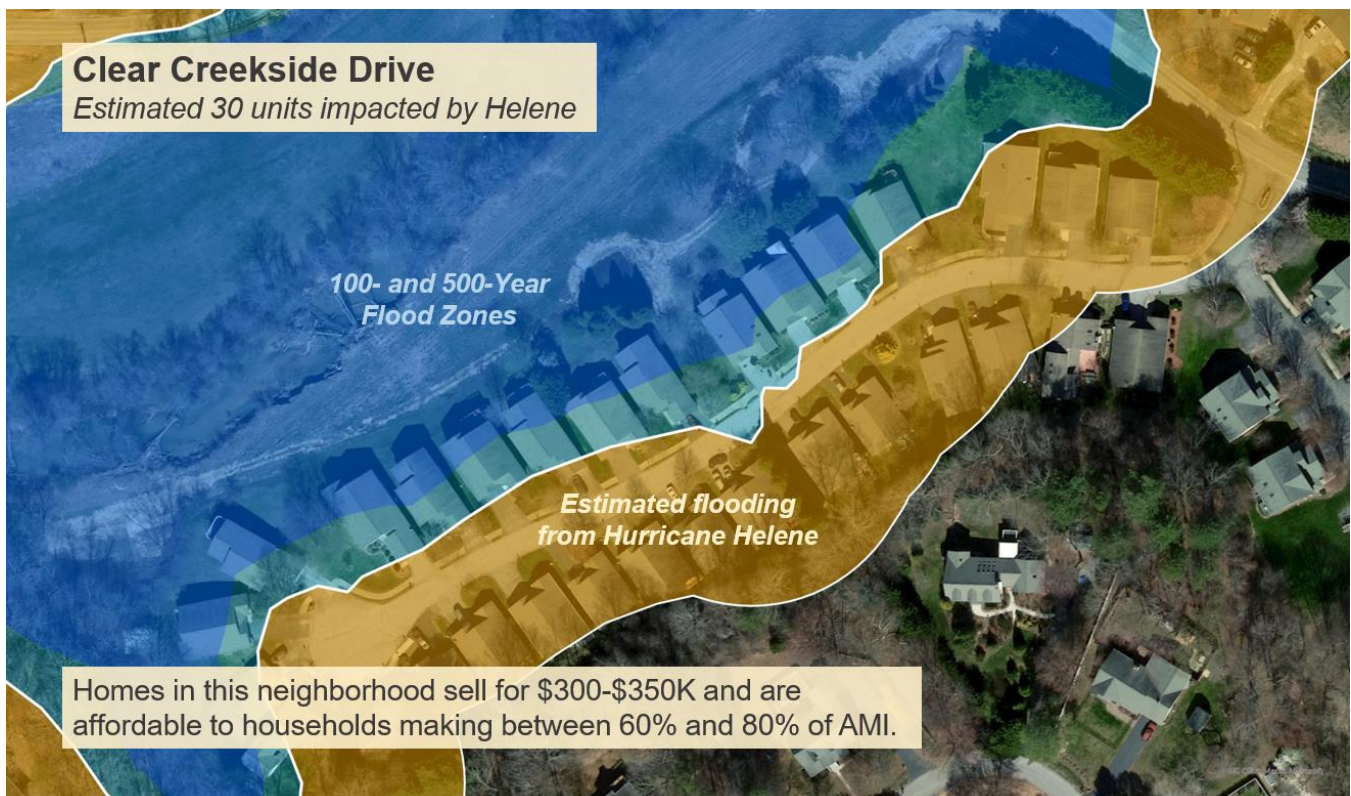 Clear Creekside Drive
Estimated 30 units impacted by Helene
100- and 500-Year
Flood Zones
Estimated flooding
from Hurricane Helene
Homes in this neighborhood sell for $300-$350K and are
affordable to households making between 60% and 80% of AMI.